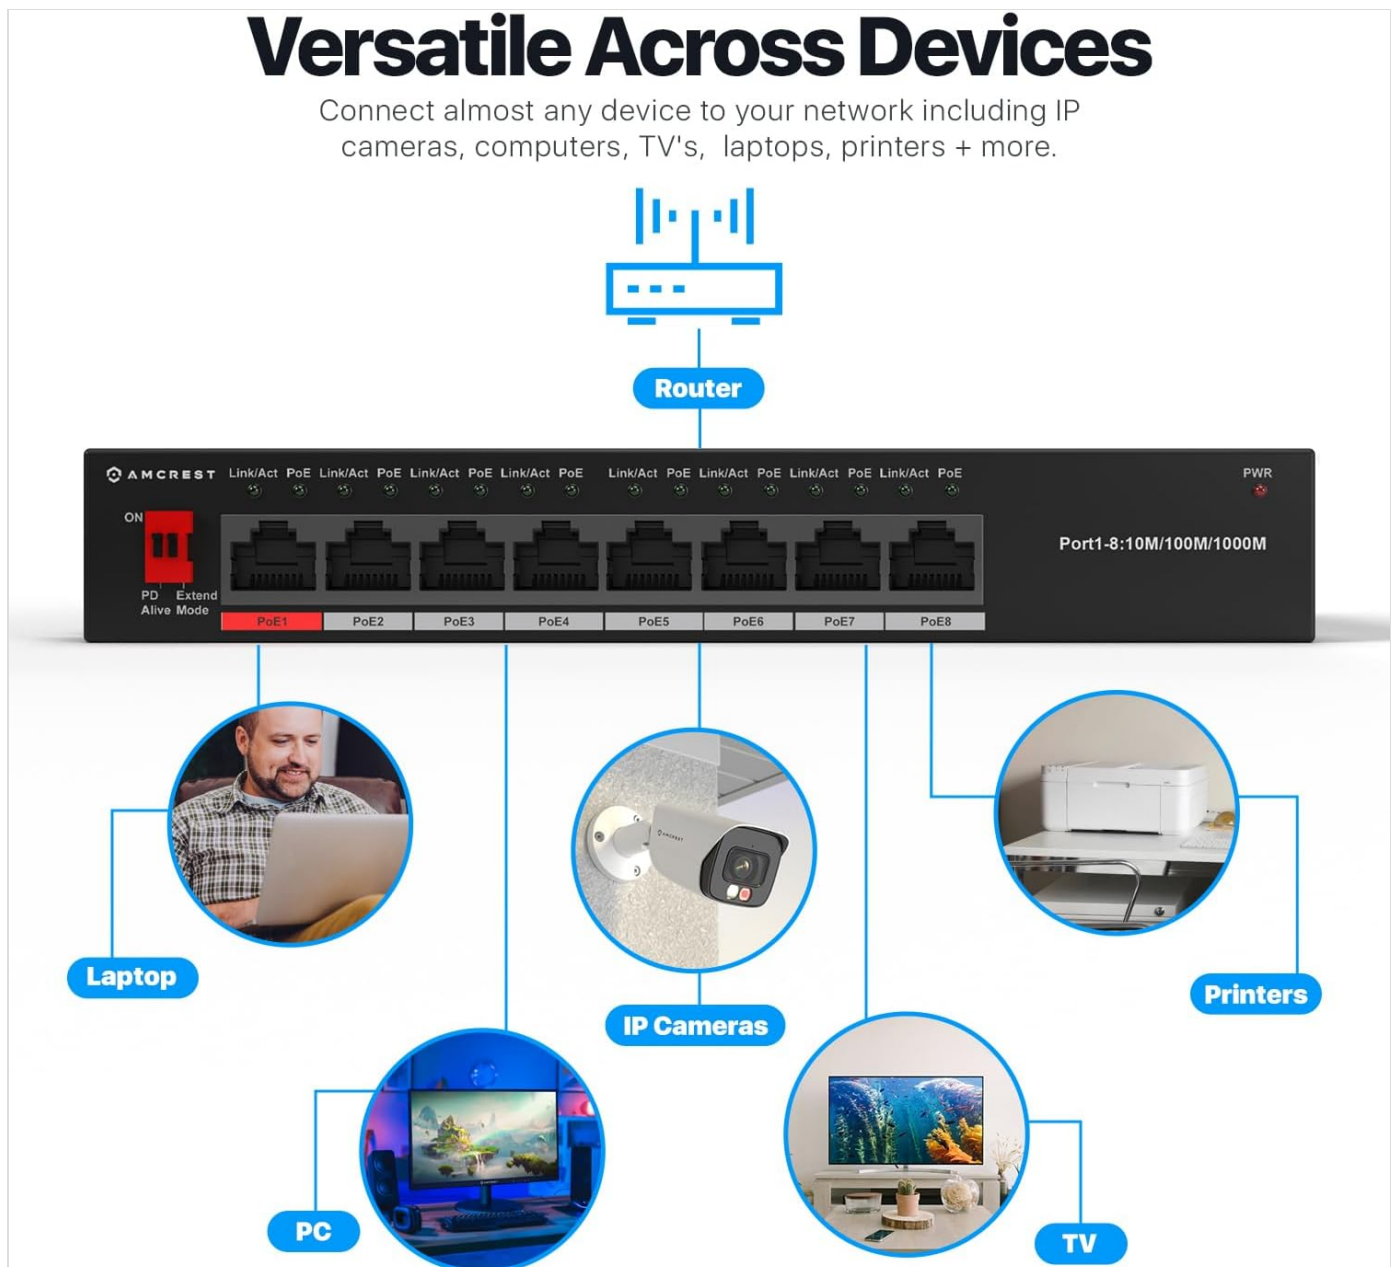 Versatile Across Devices
Connect almost any device to your network including IP
cameras, computers, TV's, laptops, printers + more.
Router
AMCREST
Link/Act PoE Link/Act PoE Link/Act PoE Link/Act PoE Link/Act PoE Link/Act PoE Link/Act PoE Link/Act PoE
PWR
ON
Port1-8:10M/100M/1000M
PD Extend
Alive Mode
PoE1 PoE2 PoE3 PoE4 PoE5 PoE6 PoE7 PoE8
AMCREST
Laptop
Printers
IP Cameras
AMCREST
PC
TV